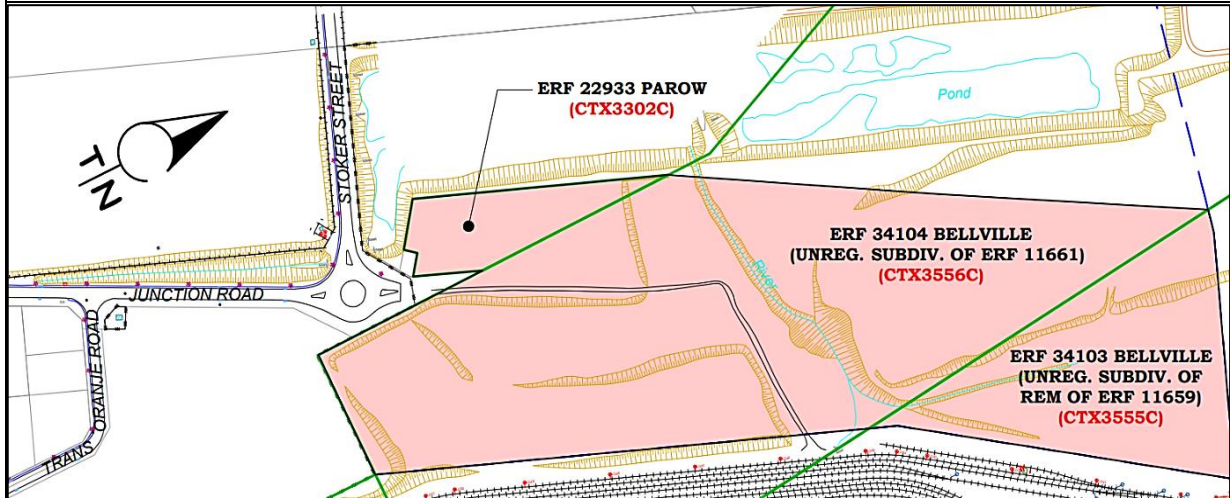 ERF 22933 PAROW
(CTX3302C)
Pond
STOKER STREET
TN
ERF 34104 BELLVILLE
(UNREG. SUBDIV. OF ERF 11661)
(CTX3556C)
River
JUNCTION ROAD
TRANS ORANJE ROAD
ERF 34103 BELLVILLE
(UNREG. SUBDIV. OF
REM OF ERF 11659)
(CTX3555C)